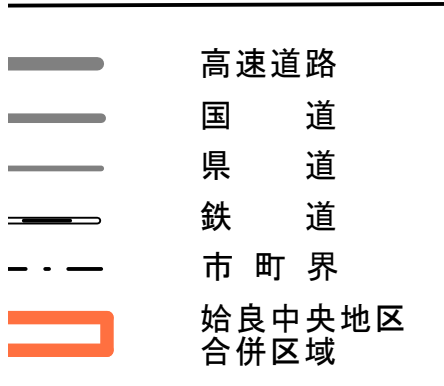 高速道路
国　　道
県　　道
鉄　　道
市 町 界
姶良中央地区
合併区域